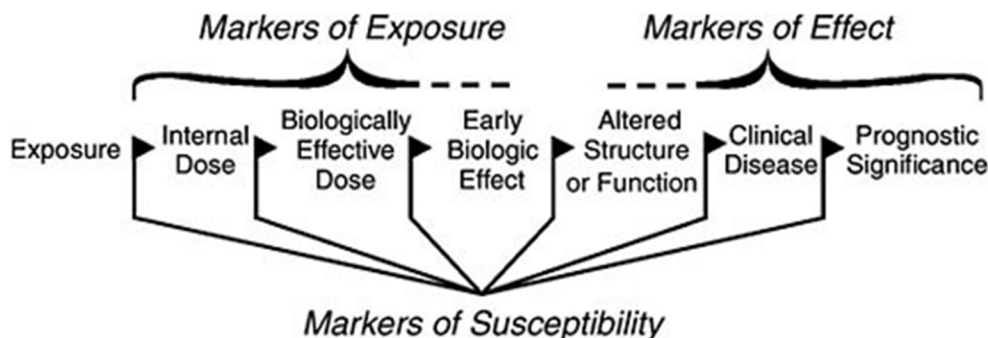 Markers of Exposure
Markers of Effect
Exposure
Internal
Dose
Biologically
Effective
Dose
Early
Biologic
Effect
Altered
Structure
or Function
Clinical
Disease
Prognostic
Significance
Markers of Susceptibility